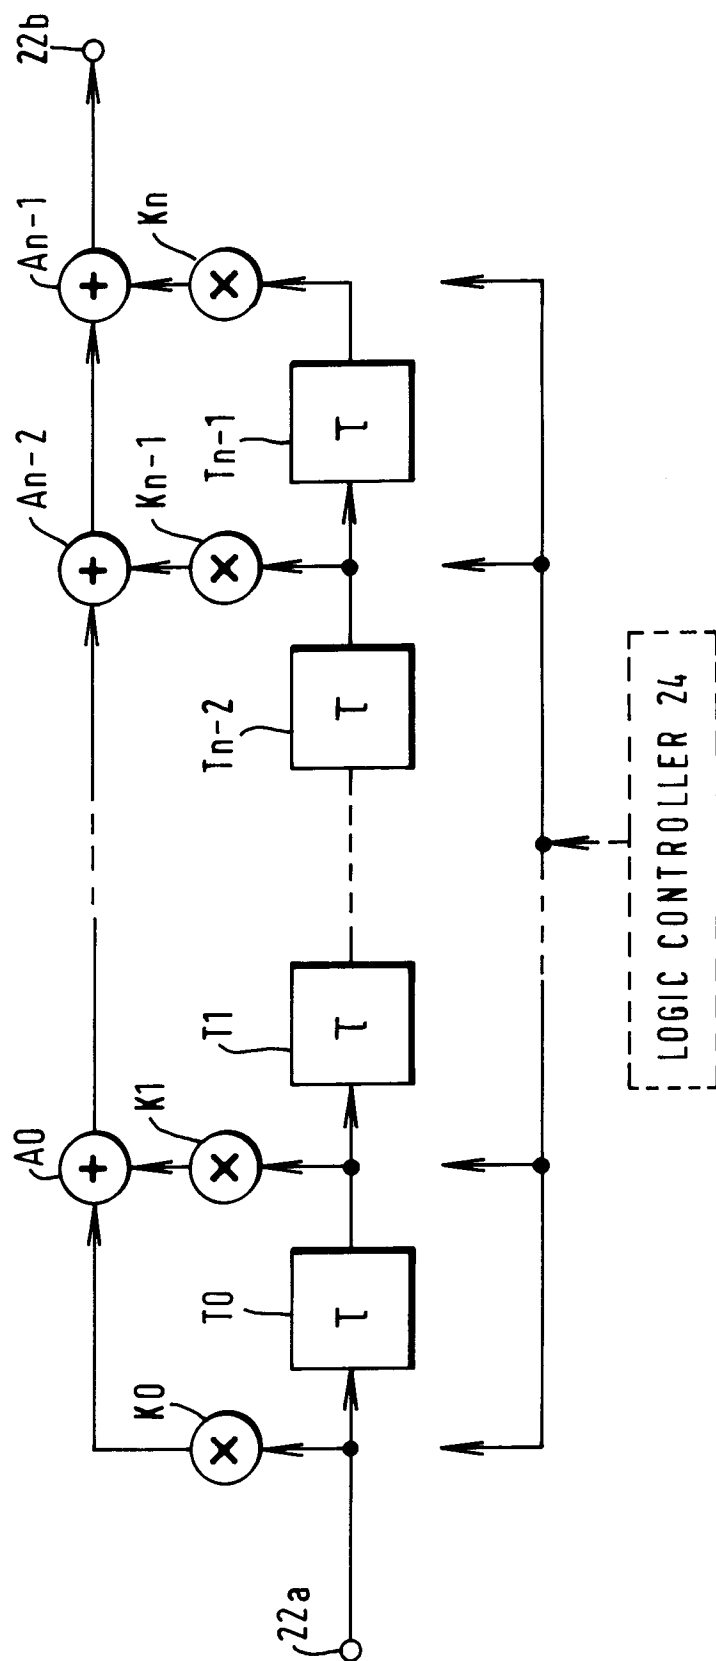 22a
22b
K0
A0
K1
An-2
Kn-1
An-1
Kn
T0
τ
T1
τ
Tn-2
τ
Tn-1
τ
LOGIC CONTROLLER 24